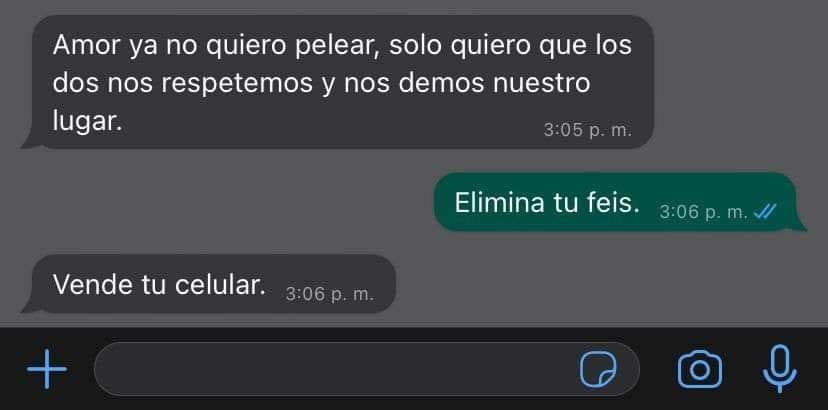 Amor ya no quiero pelear, solo quiero que los
dos nos respetemos y nos demos nuestro
lugar.
3:05 p. m.
Elimina tu feis. 3:06 p. m.
Vende tu celular. 3:06 p. m.